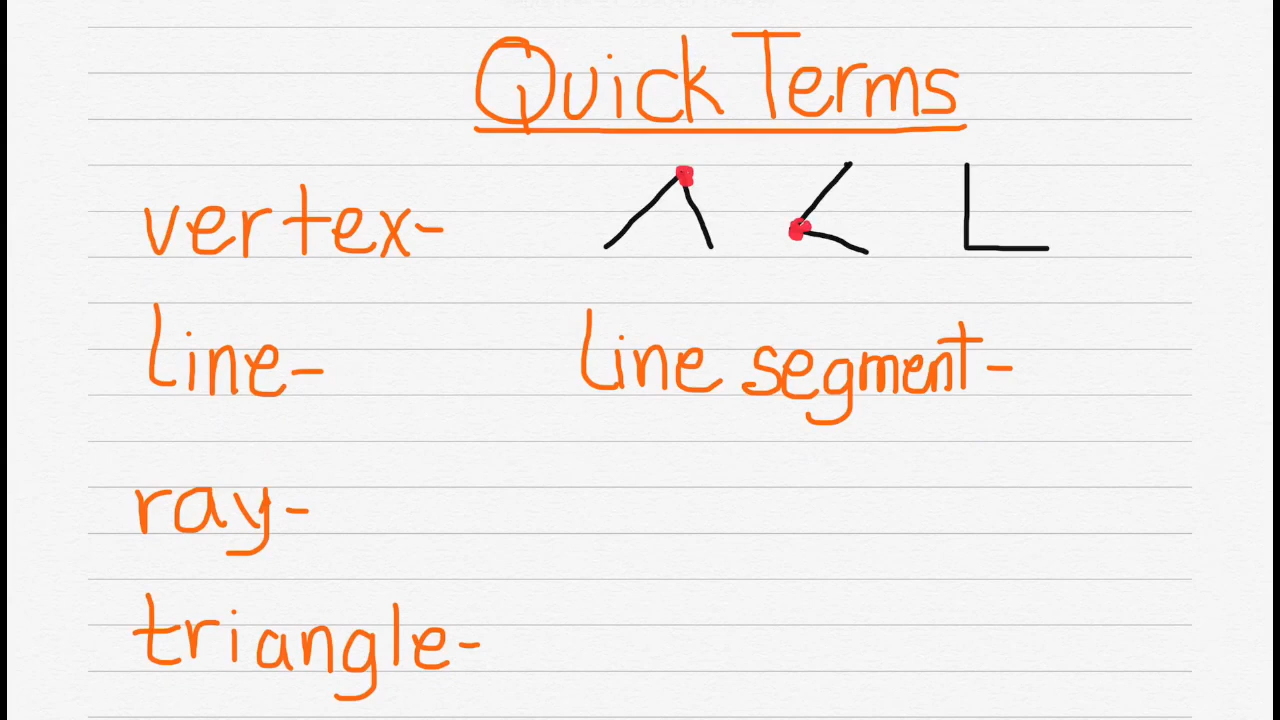 Quick Terms
vertex-
line- Line segment-
ray-
triangle-